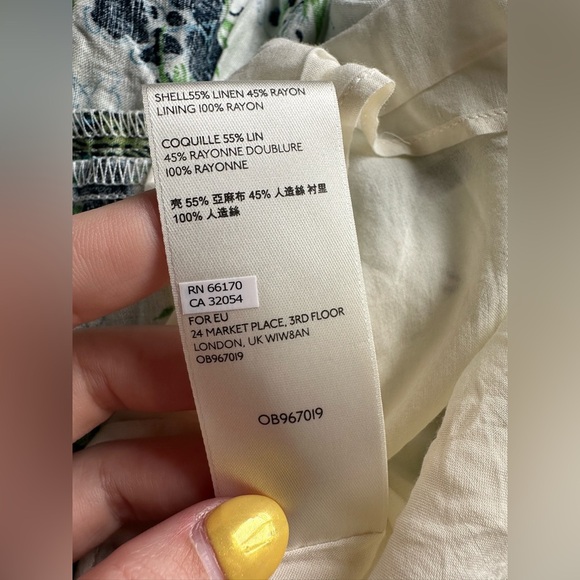 SHELL55% LINEN 45% RAYON
LINING 100% RAYON
COQUILLE 55% LIN
45% RAYONNE DOUBLURE
100% RAYONNE
壳 55% 亞麻布 45% 人造絲 衬里
100% 人造絲
RN 66170
CA 32054
FOR EU
24 MARKET PLACE, 3RD FLOOR
LONDON, UK WIW8AN
OB967019
OB967019